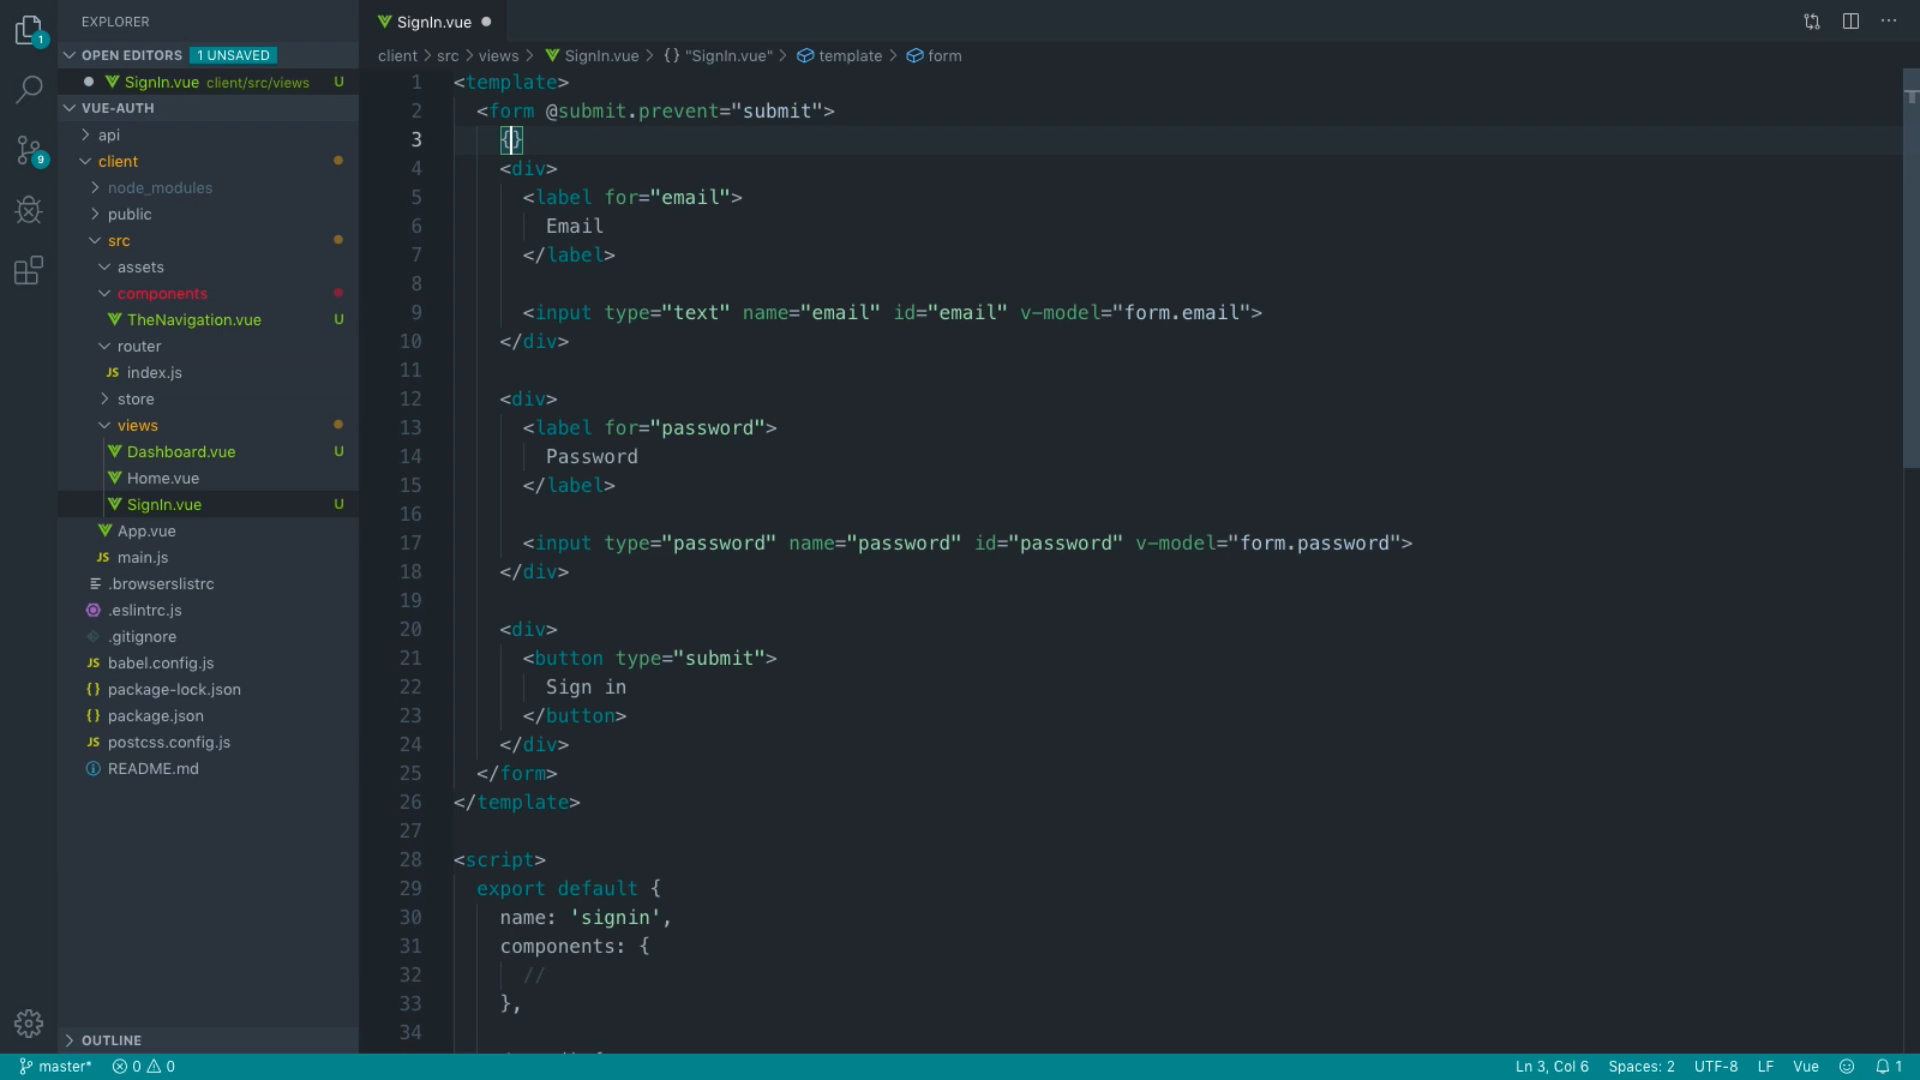 EXPLORER
OPEN EDITORS 1 UNSAVED
SignIn.vue client/src/views U
VUE-AUTH
api
client
node_modules
public
src
assets
components
TheNavigation.vue U
router
JS index.js
store
views
Dashboard.vue U
Home.vue
SignIn.vue U
App.vue
JS main.js
.browserslistrc
.eslintrc.js
.gitignore
JS babel.config.js
{} package-lock.json
{} package.json
JS postcss.config.js
README.md
OUTLINE
1
9
SignIn.vue
client > src > views > SignIn.vue > {} "SignIn.vue" > template > form
1 <template>
2 <form @submit.prevent="submit">
3 {}
4 <div>
5 <label for="email">
6 Email
7 </label>
8
9 <input type="text" name="email" id="email" v-model="form.email">
10 </div>
11
12 <div>
13 <label for="password">
14 Password
15 </label>
16
17 <input type="password" name="password" id="password" v-model="form.password">
18 </div>
19
20 <div>
21 <button type="submit">
22 Sign in
23 </button>
24 </div>
25 </form>
26 </template>
27
28 <script>
29 export default {
30 name: 'signin',
31 components: {
32 //
33 },
34
master* 0 0 Ln 3, Col 6 Spaces: 2 UTF-8 LF Vue 1